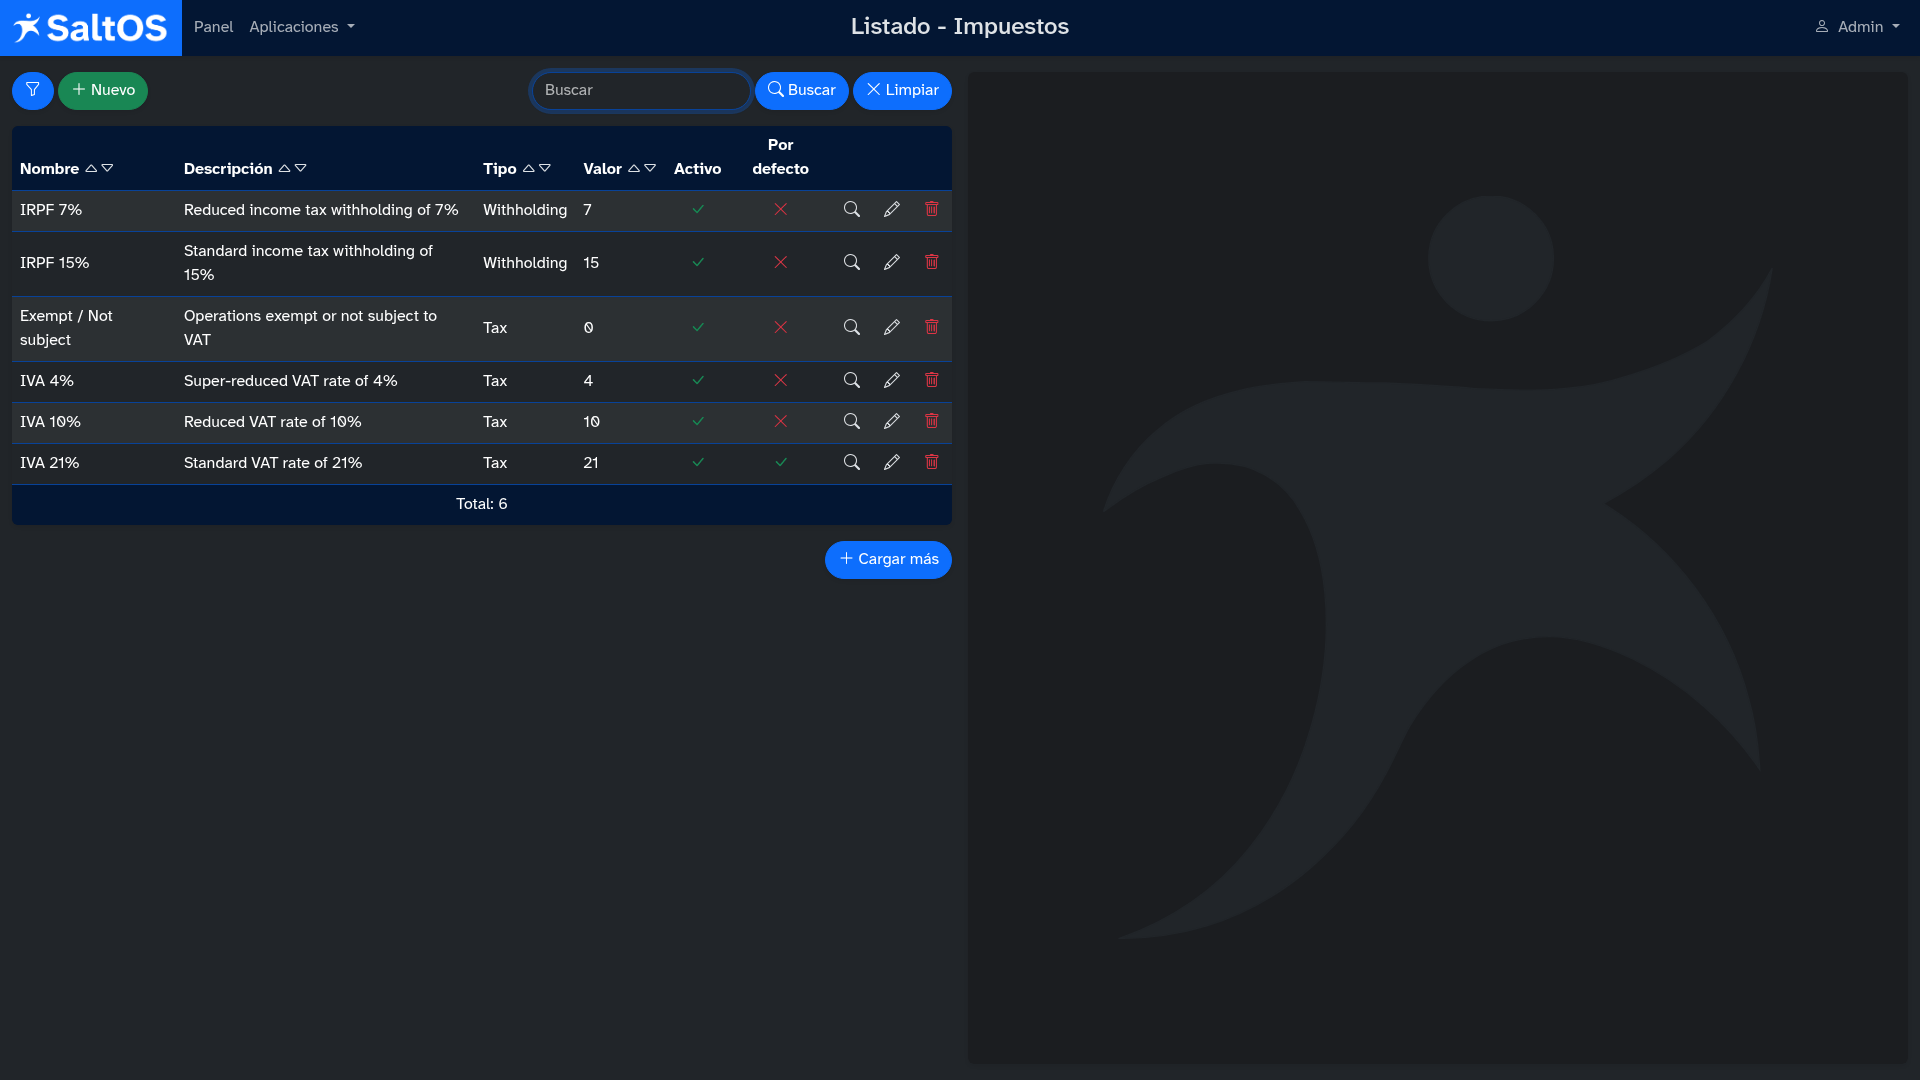 SaltOS
Panel
Aplicaciones
Listado - Impuestos
Admin
Nuevo
Buscar
Buscar
Limpiar
Nombre
Descripción
Tipo
Valor
Activo
Por
defecto
IRPF 7%
Reduced income tax withholding of 7%
Withholding
7
IRPF 15%
Standard income tax withholding of
15%
Withholding
15
Exempt / Not
subject
Operations exempt or not subject to
VAT
Tax
0
IVA 4%
Super-reduced VAT rate of 4%
Tax
4
IVA 10%
Reduced VAT rate of 10%
Tax
10
IVA 21%
Standard VAT rate of 21%
Tax
21
Total: 6
Cargar más